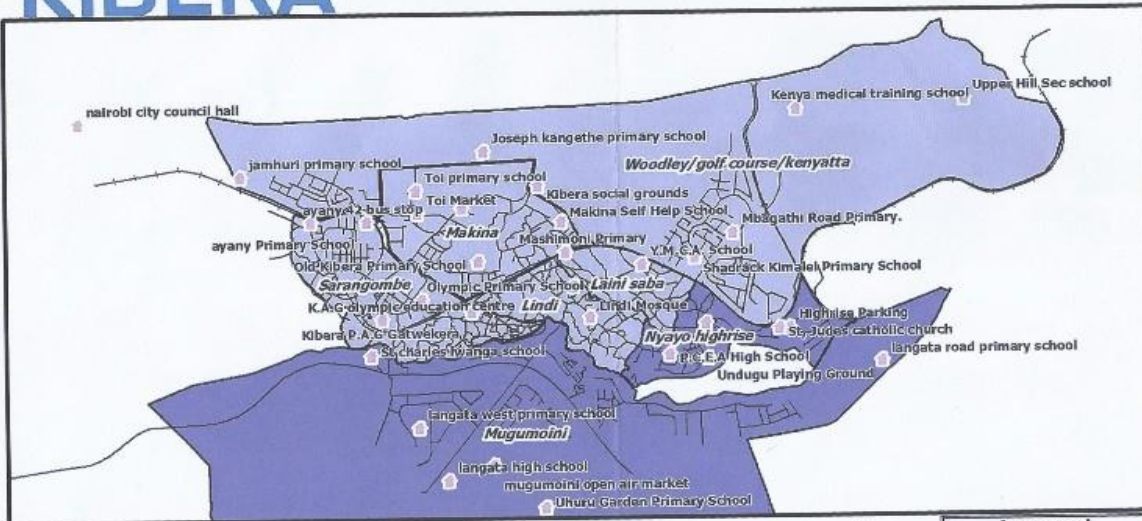 KIBERA
Upper Hill Sec school
Kenya medical training school
nairobi city council hall
Joseph kangethe primary school
jamhuri primary school
Woodley/golf course/kenyatta
Toi primary school
Kibera social grounds
Toi Market
ayany 42 bus stop
Makina Self Help School
Mbagathi Road Primary.
Makina
Mashimoni Primary
ayany Primary School
Y.M.C.A. School
Old Kibera Primary School
Shadrack Kimalel Primary School
Sarangombe
Olympic Primary School
Laini saba
K.A.G olympic education centre
Lindi
Lindi Mosque
Highrise Parking
Kibera P.A.G Gatwekera
Nyayo highrise
St. Judes catholic church
St charles lwanga school
langata road primary school
P.C.E.A High School
Undugu Playing Ground
langata west primary school
Mugumoini
langata high school
mugumoini open air market
Uhuru Garden Primary School